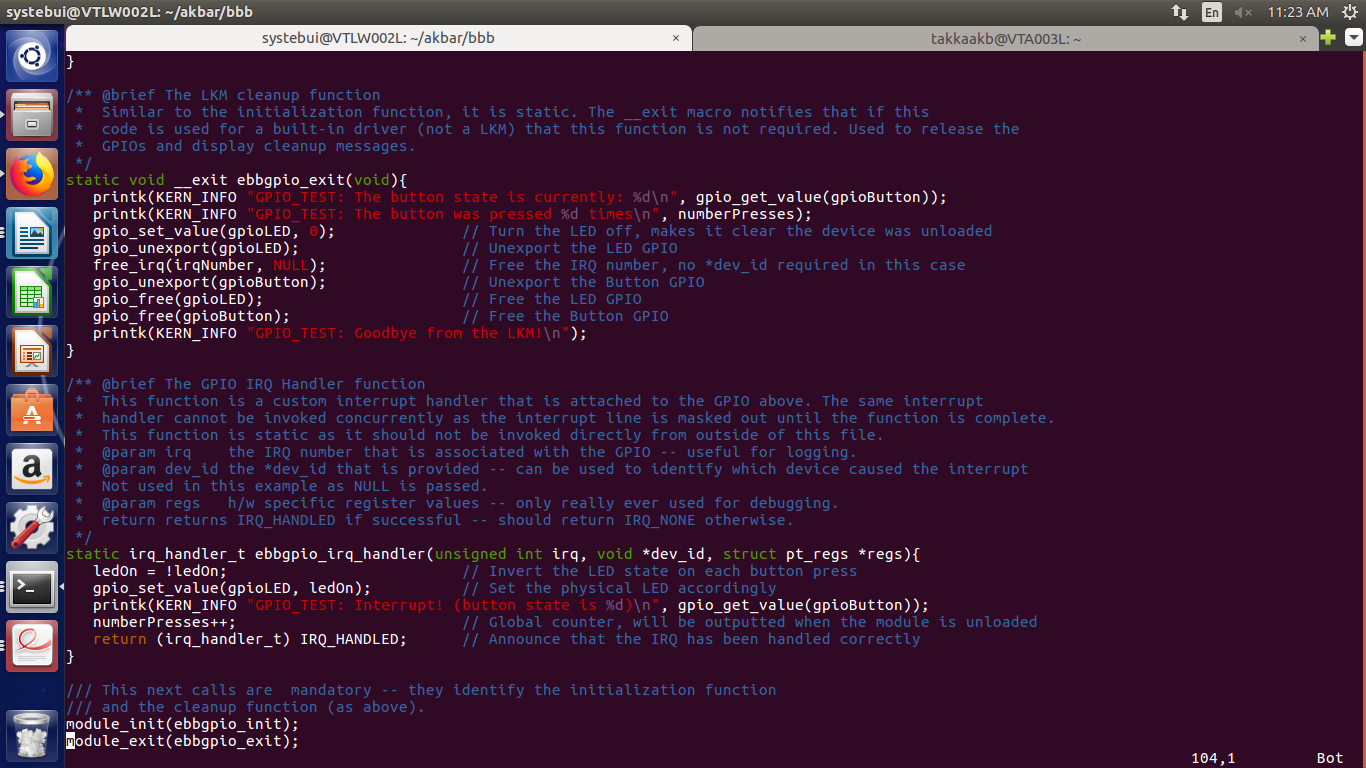 systebui@VTLW002L: ~/akbar/bbb
En
11:23 AM
systebui@VTLW002L: ~/akbar/bbb ×
takkaakb@VTA003L: ~ ×
}
/** @brief The LKM cleanup function
 *  Similar to the initialization function, it is static. The __exit macro notifies that if this
 *  code is used for a built-in driver (not a LKM) that this function is not required. Used to release the
 *  GPIOs and display cleanup messages.
 */
static void __exit ebbgpio_exit(void){
   printk(KERN_INFO "GPIO_TEST: The button state is currently: %d\n", gpio_get_value(gpioButton));
   printk(KERN_INFO "GPIO_TEST: The button was pressed %d times\n", numberPresses);
   gpio_set_value(gpioLED, 0);              // Turn the LED off, makes it clear the device was unloaded
   gpio_unexport(gpioLED);                  // Unexport the LED GPIO
   free_irq(irqNumber, NULL);               // Free the IRQ number, no *dev_id required in this case
   gpio_unexport(gpioButton);               // Unexport the Button GPIO
   gpio_free(gpioLED);                      // Free the LED GPIO
   gpio_free(gpioButton);                   // Free the Button GPIO
   printk(KERN_INFO "GPIO_TEST: Goodbye from the LKM!\n");
}
/** @brief The GPIO IRQ Handler function
 *  This function is a custom interrupt handler that is attached to the GPIO above. The same interrupt
 *  handler cannot be invoked concurrently as the interrupt line is masked out until the function is complete.
 *  This function is static as it should not be invoked directly from outside of this file.
 *  @param irq    the IRQ number that is associated with the GPIO -- useful for logging.
 *  @param dev_id the *dev_id that is provided -- can be used to identify which device caused the interrupt
 *  Not used in this example as NULL is passed.
 *  @param regs   h/w specific register values -- only really ever used for debugging.
 *  return returns IRQ_HANDLED if successful -- should return IRQ_NONE otherwise.
 */
static irq_handler_t ebbgpio_irq_handler(unsigned int irq, void *dev_id, struct pt_regs *regs){
   ledOn = !ledOn;                          // Invert the LED state on each button press
   gpio_set_value(gpioLED, ledOn);          // Set the physical LED accordingly
   printk(KERN_INFO "GPIO_TEST: Interrupt! (button state is %d)\n", gpio_get_value(gpioButton));
   numberPresses++;                         // Global counter, will be outputted when the module is unloaded
   return (irq_handler_t) IRQ_HANDLED;      // Announce that the IRQ has been handled correctly
}
/// This next calls are  mandatory -- they identify the initialization function
/// and the cleanup function (as above).
module_init(ebbgpio_init);
module_exit(ebbgpio_exit);
104,1 Bot